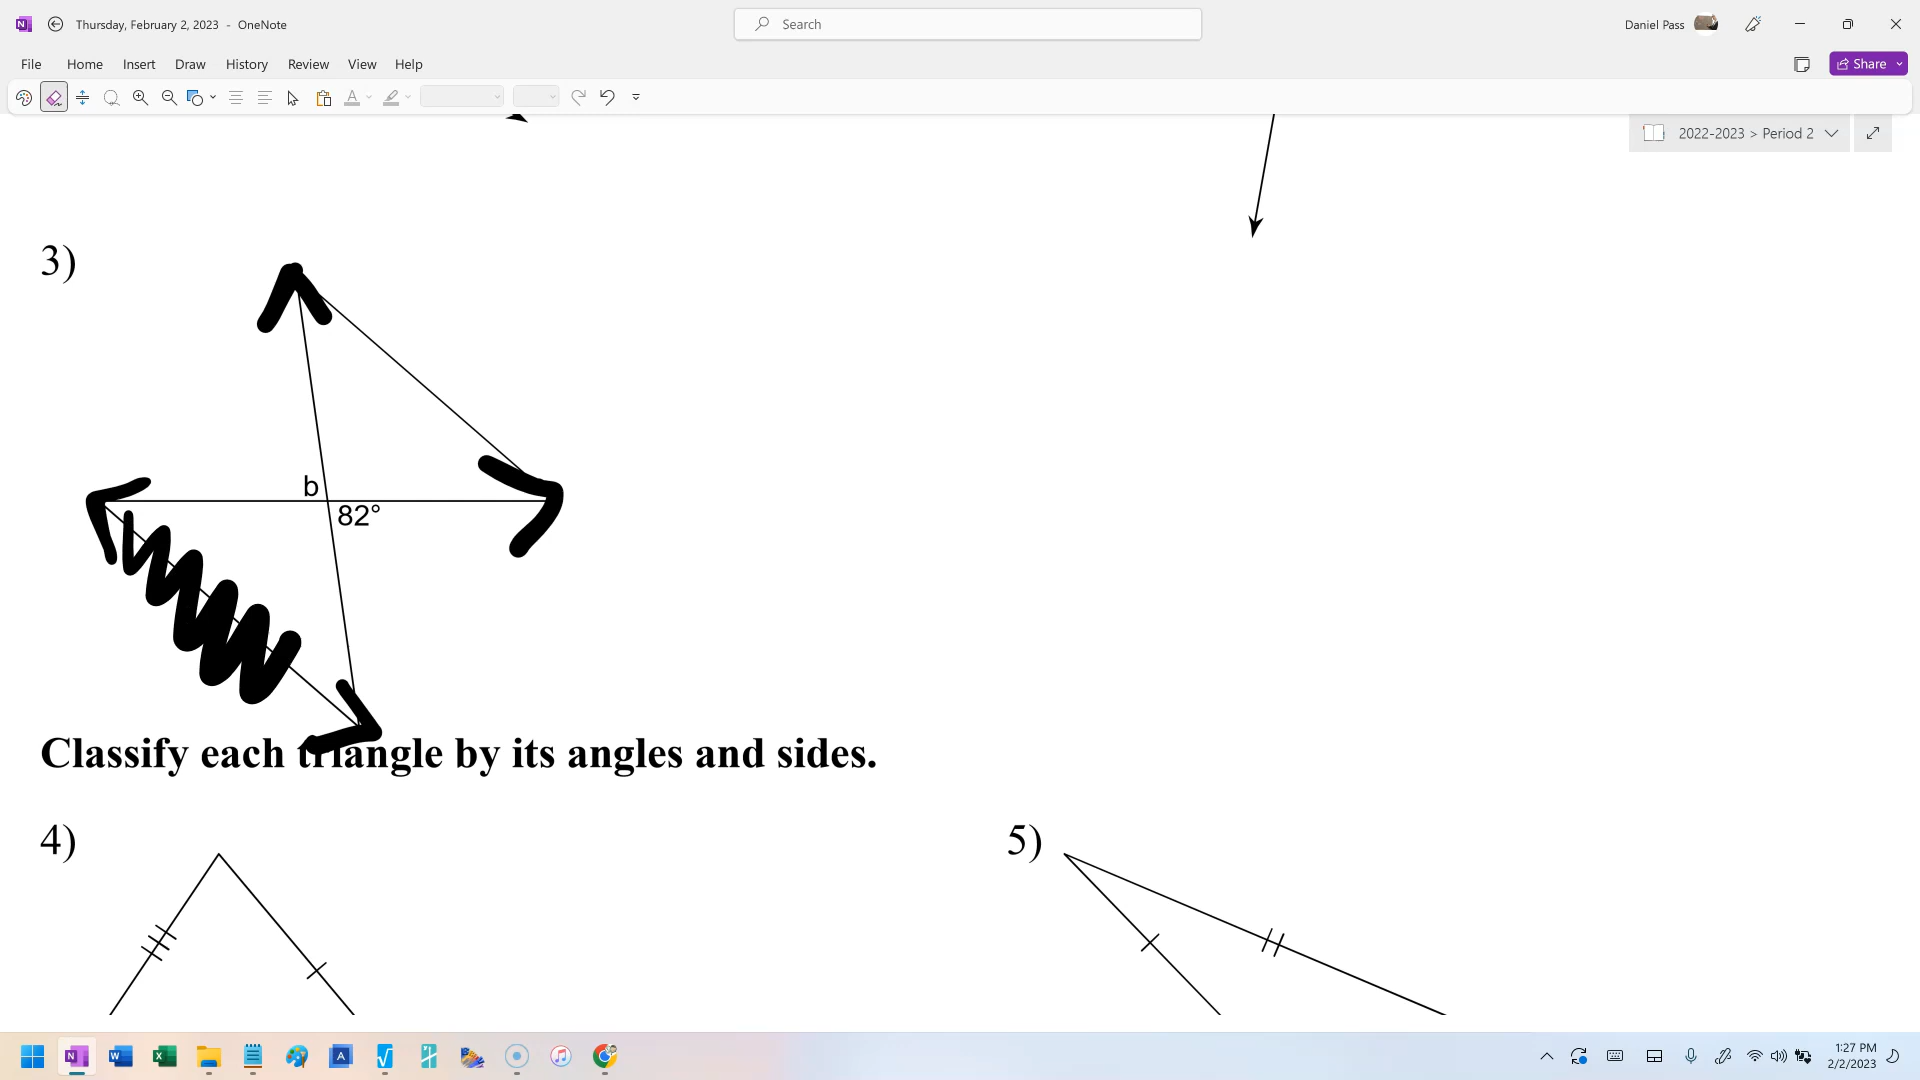 Thursday, February 2, 2023 - OneNote
Search
Daniel Pass
File Home Insert Draw History Review View Help
Share
2022-2023 > Period 2
3)
b
82°
Classify each triangle by its angles and sides.
4)
5)
1:27 PM
2/2/2023